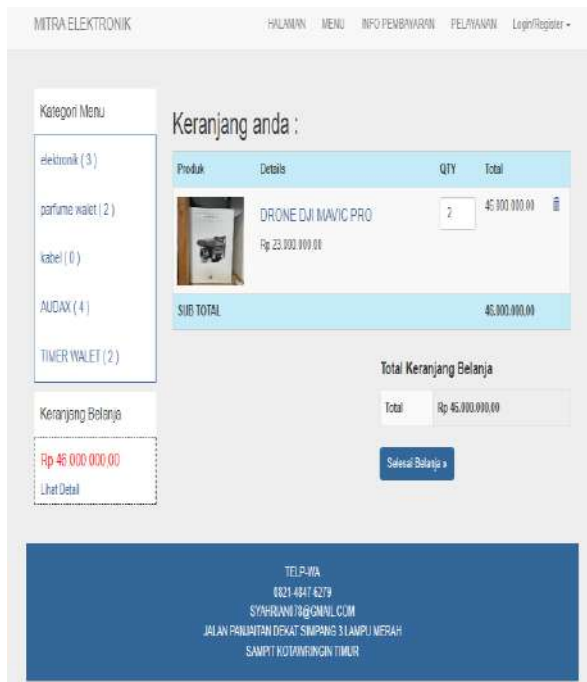 MITRA ELEKTRONIK
HALAMAN MENU INFO PEMBAYARAN PELAYANAN Login/Register
Kategori Menu
elektronik ( 3 )
parfume walet ( 2 )
kabel ( 0 )
AUDAX ( 4 )
TIMER WALET ( 2 )
Keranjang Belanja
Rp 46.000.000,00
Lihat Detail
Keranjang anda :
Produk Details QTY Total
DRONE DJI MAVIC PRO 2 46.000.000,00
Rp 23.000.000,00
SUB TOTAL 46.000.000,00
Total Keranjang Belanja
Total Rp 46.000.000,00
Selesai Belanja »
TELP-WA
0821-4847-6279
SYAHRIANI78@GMAIL.COM
JALAN PANJAITAN DEKAT SIMPANG 3 LAMPU MERAH
SAMPIT KOTAWRINGIN TIMUR